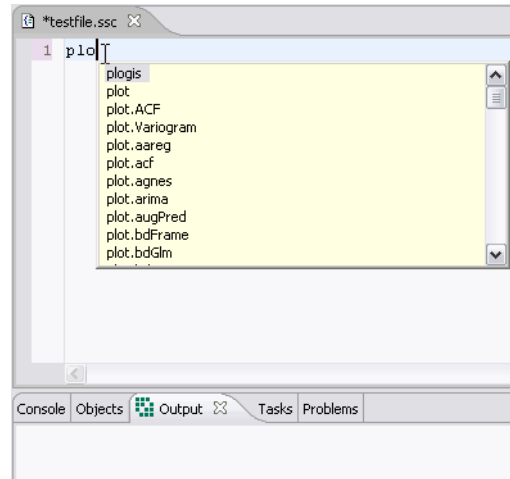 *testfile.ssc
1 plo
plogis
plot
plot.ACF
plot.Variogram
plot.aareg
plot.acf
plot.agnes
plot.arima
plot.augPred
plot.bdFrame
plot.bdGlm
Console Objects Output Tasks Problems